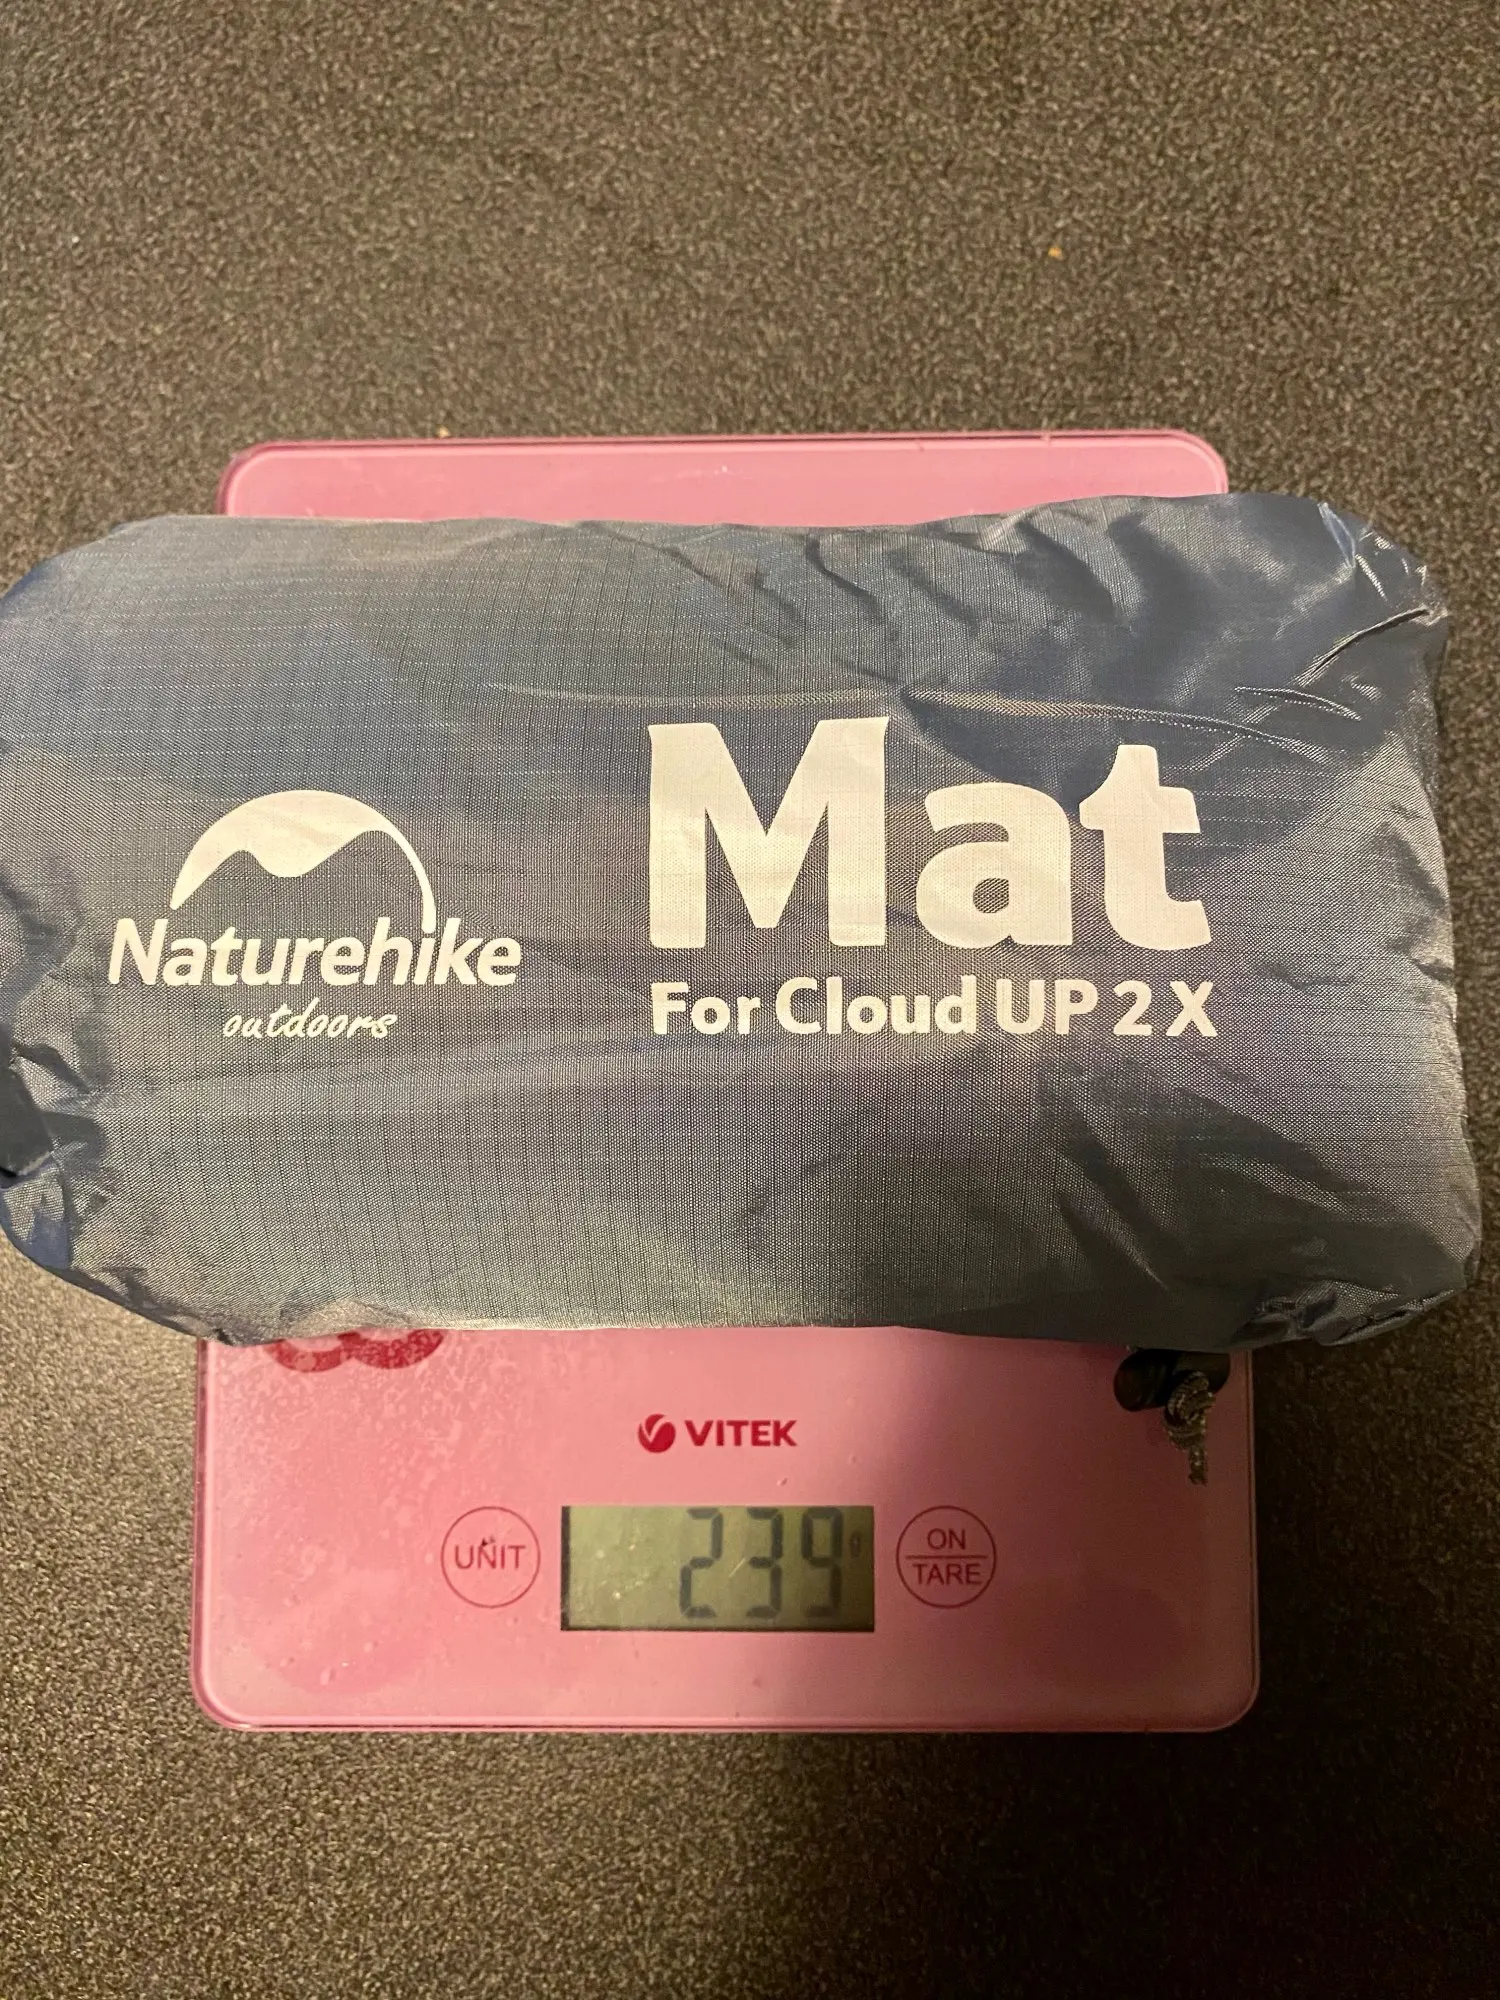 Mat
Naturehike
outdoors
For Cloud UP 2 X
VITEK
UNIT
239 g
ON
TARE